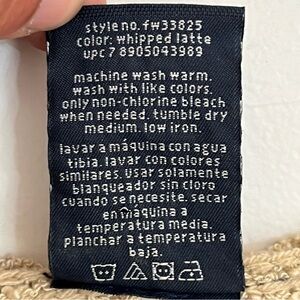 style no. fw33825
color: whipped latte
upc 7 8905043989
machine wash warm.
wash with like colors.
only non-chlorine bleach
when needed. tumble dry
medium. low iron.
lavar a máquina con agua
tibia. lavar con colores
similares. usar solamente
blanqueador sin cloro
cuando se necesite. secar
en máquina a
temperatura media.
planchar a temperatura
baja.